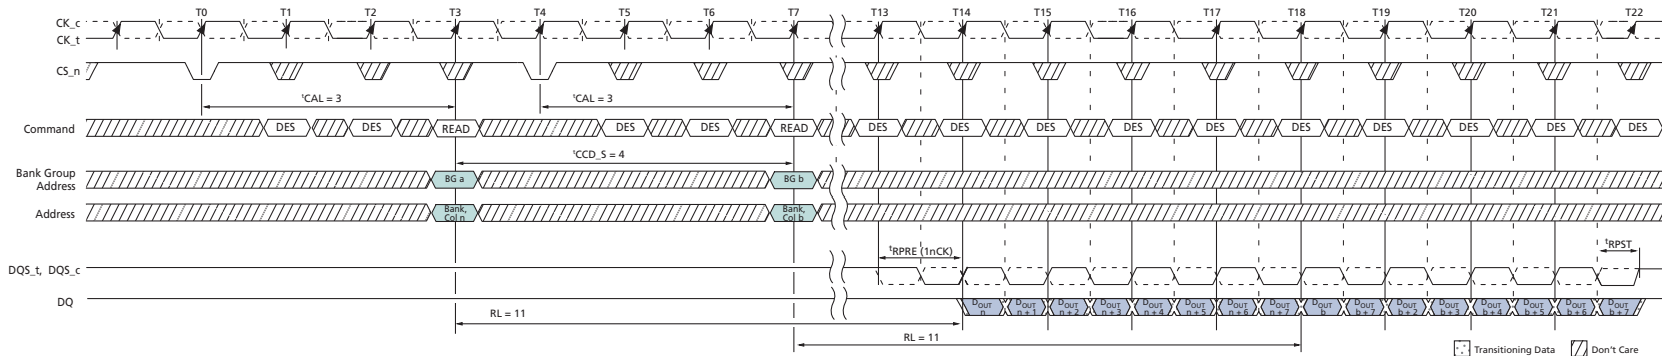 T0 T1 T2 T3 T4 T5 T6 T7 T13 T14 T15 T16 T17 T18 T19 T20 T21 T22
CK_c
CK_t
CS_n
tCAL = 3 tCAL = 3
Command DES DES READ DES DES READ DES DES DES DES DES DES DES DES DES DES
tCCD_S = 4
Bank Group Address BG a BG b
Address Bank, Col n Bank, Col b
tRPRE (1nCK) tRPST
DQS_t, DQS_c
DQ DOUT n DOUT n + 1 DOUT n + 2 DOUT n + 3 DOUT n + 4 DOUT n + 5 DOUT n + 6 DOUT n + 7 DOUT b DOUT b + 7 DOUT b + 2 DOUT b + 3 DOUT b + 4 DOUT b + 5 DOUT b + 6 DOUT b + 7
RL = 11
RL = 11
Transitioning Data Don't Care